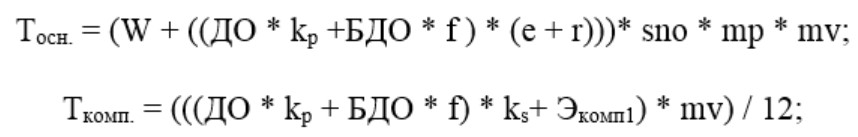 Тосн. = (W + ((ДО * kр +БДО * f ) * (e + r)))* sno * mp * mv;
Ткомп. = (((ДО * kр + БДО * f) * ks+ Экомп1) * mv) / 12;